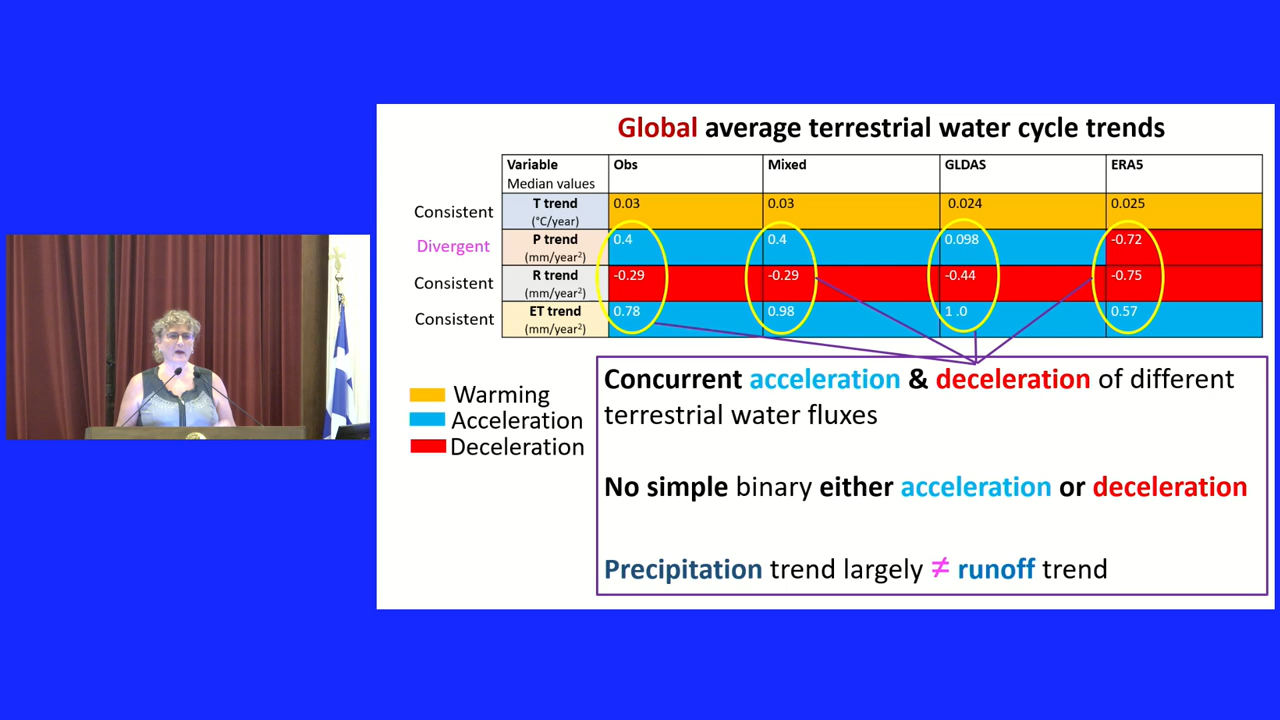 Global average terrestrial water cycle trends
Variable Obs Mixed GLDAS ERA5
Median values
Consistent T trend 0.03 0.03 0.024 0.025
(°C/year)
Divergent P trend 0.4 0.4 0.098 -0.72
(mm/year²)
Consistent R trend -0.29 -0.29 -0.44 -0.75
(mm/year²)
Consistent ET trend 0.78 0.98 1 .0 0.57
(mm/year²)
Warming
Acceleration
Deceleration
Concurrent acceleration & deceleration of different
terrestrial water fluxes
No simple binary either acceleration or deceleration
Precipitation trend largely ≠ runoff trend